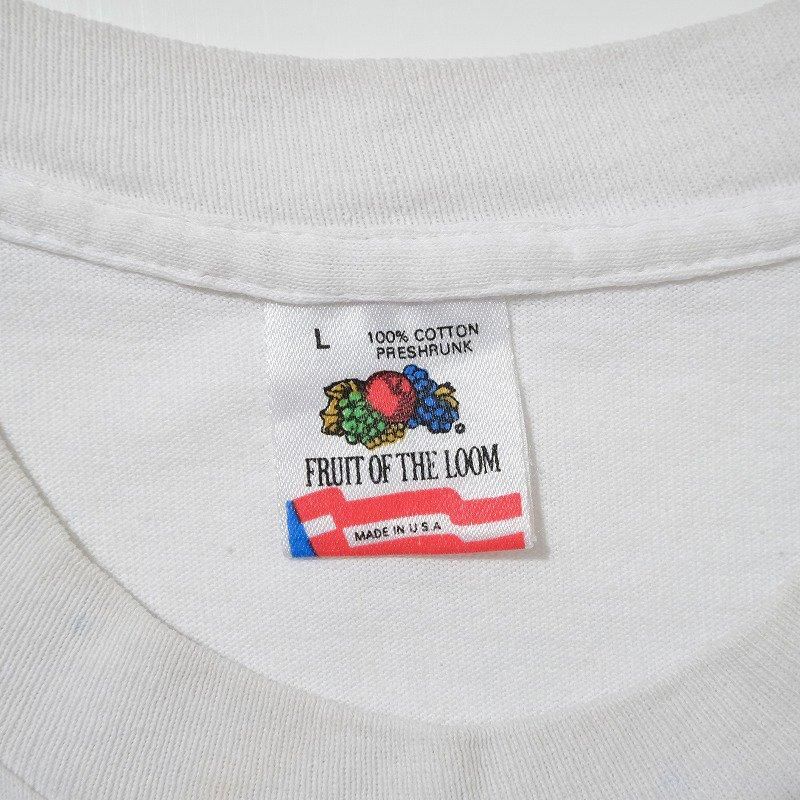 L 100% COTTON
PRESHRUNK
®
FRUIT OF THE LOOM
MADE IN U.S.A